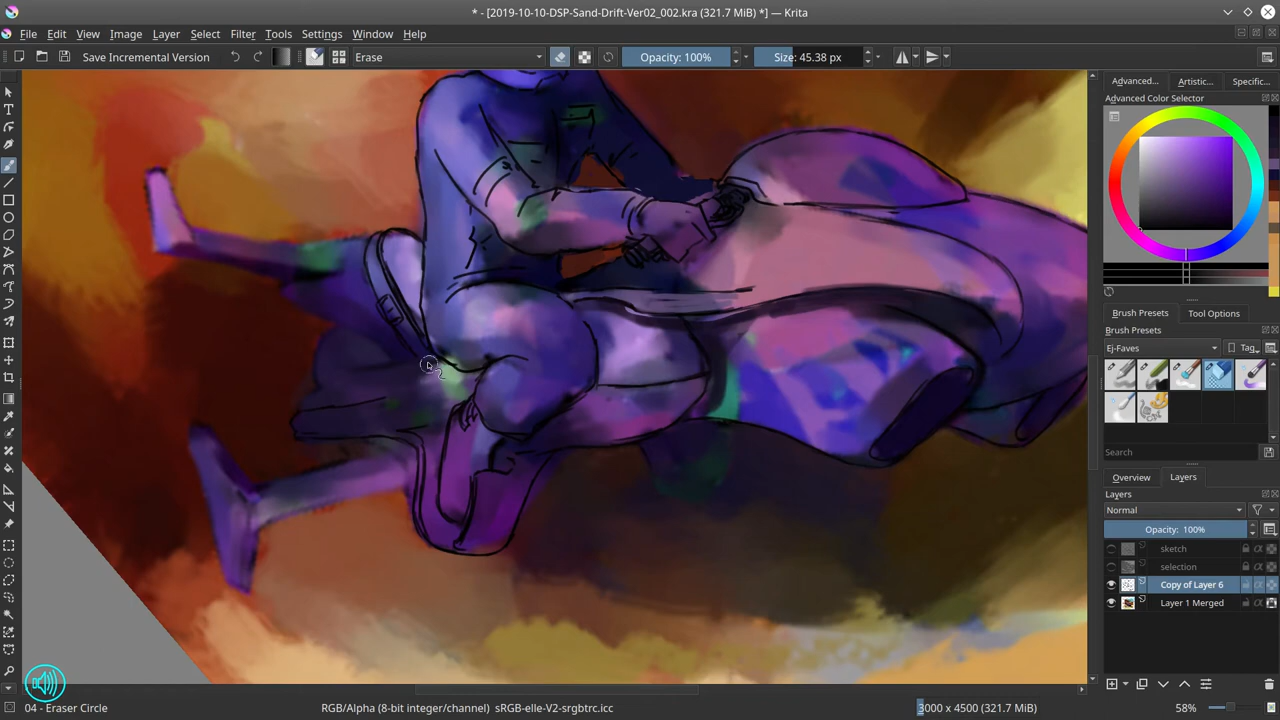 * - [2019-10-10-DSP-Sand-Drift-Ver02_002.kra (321.7 MiB) *] — Krita
File Edit View Image Layer Select Filter Tools Settings Window Help
Save Incremental Version Erase Opacity: 100% Size: 45.38 px
Advanced... Artistic... Specific...
Advanced Color Selector
Brush Presets Tool Options
Brush Presets
Ej-Faves Tag
Search
Overview Layers
Layers
Normal
Opacity: 100%
sketch
selection
Copy of Layer 6
Layer 1 Merged
04 - Eraser Circle RGB/Alpha (8-bit integer/channel) sRGB-elle-V2-srgbtrc.icc 3000 x 4500 (321.7 MiB) 58%